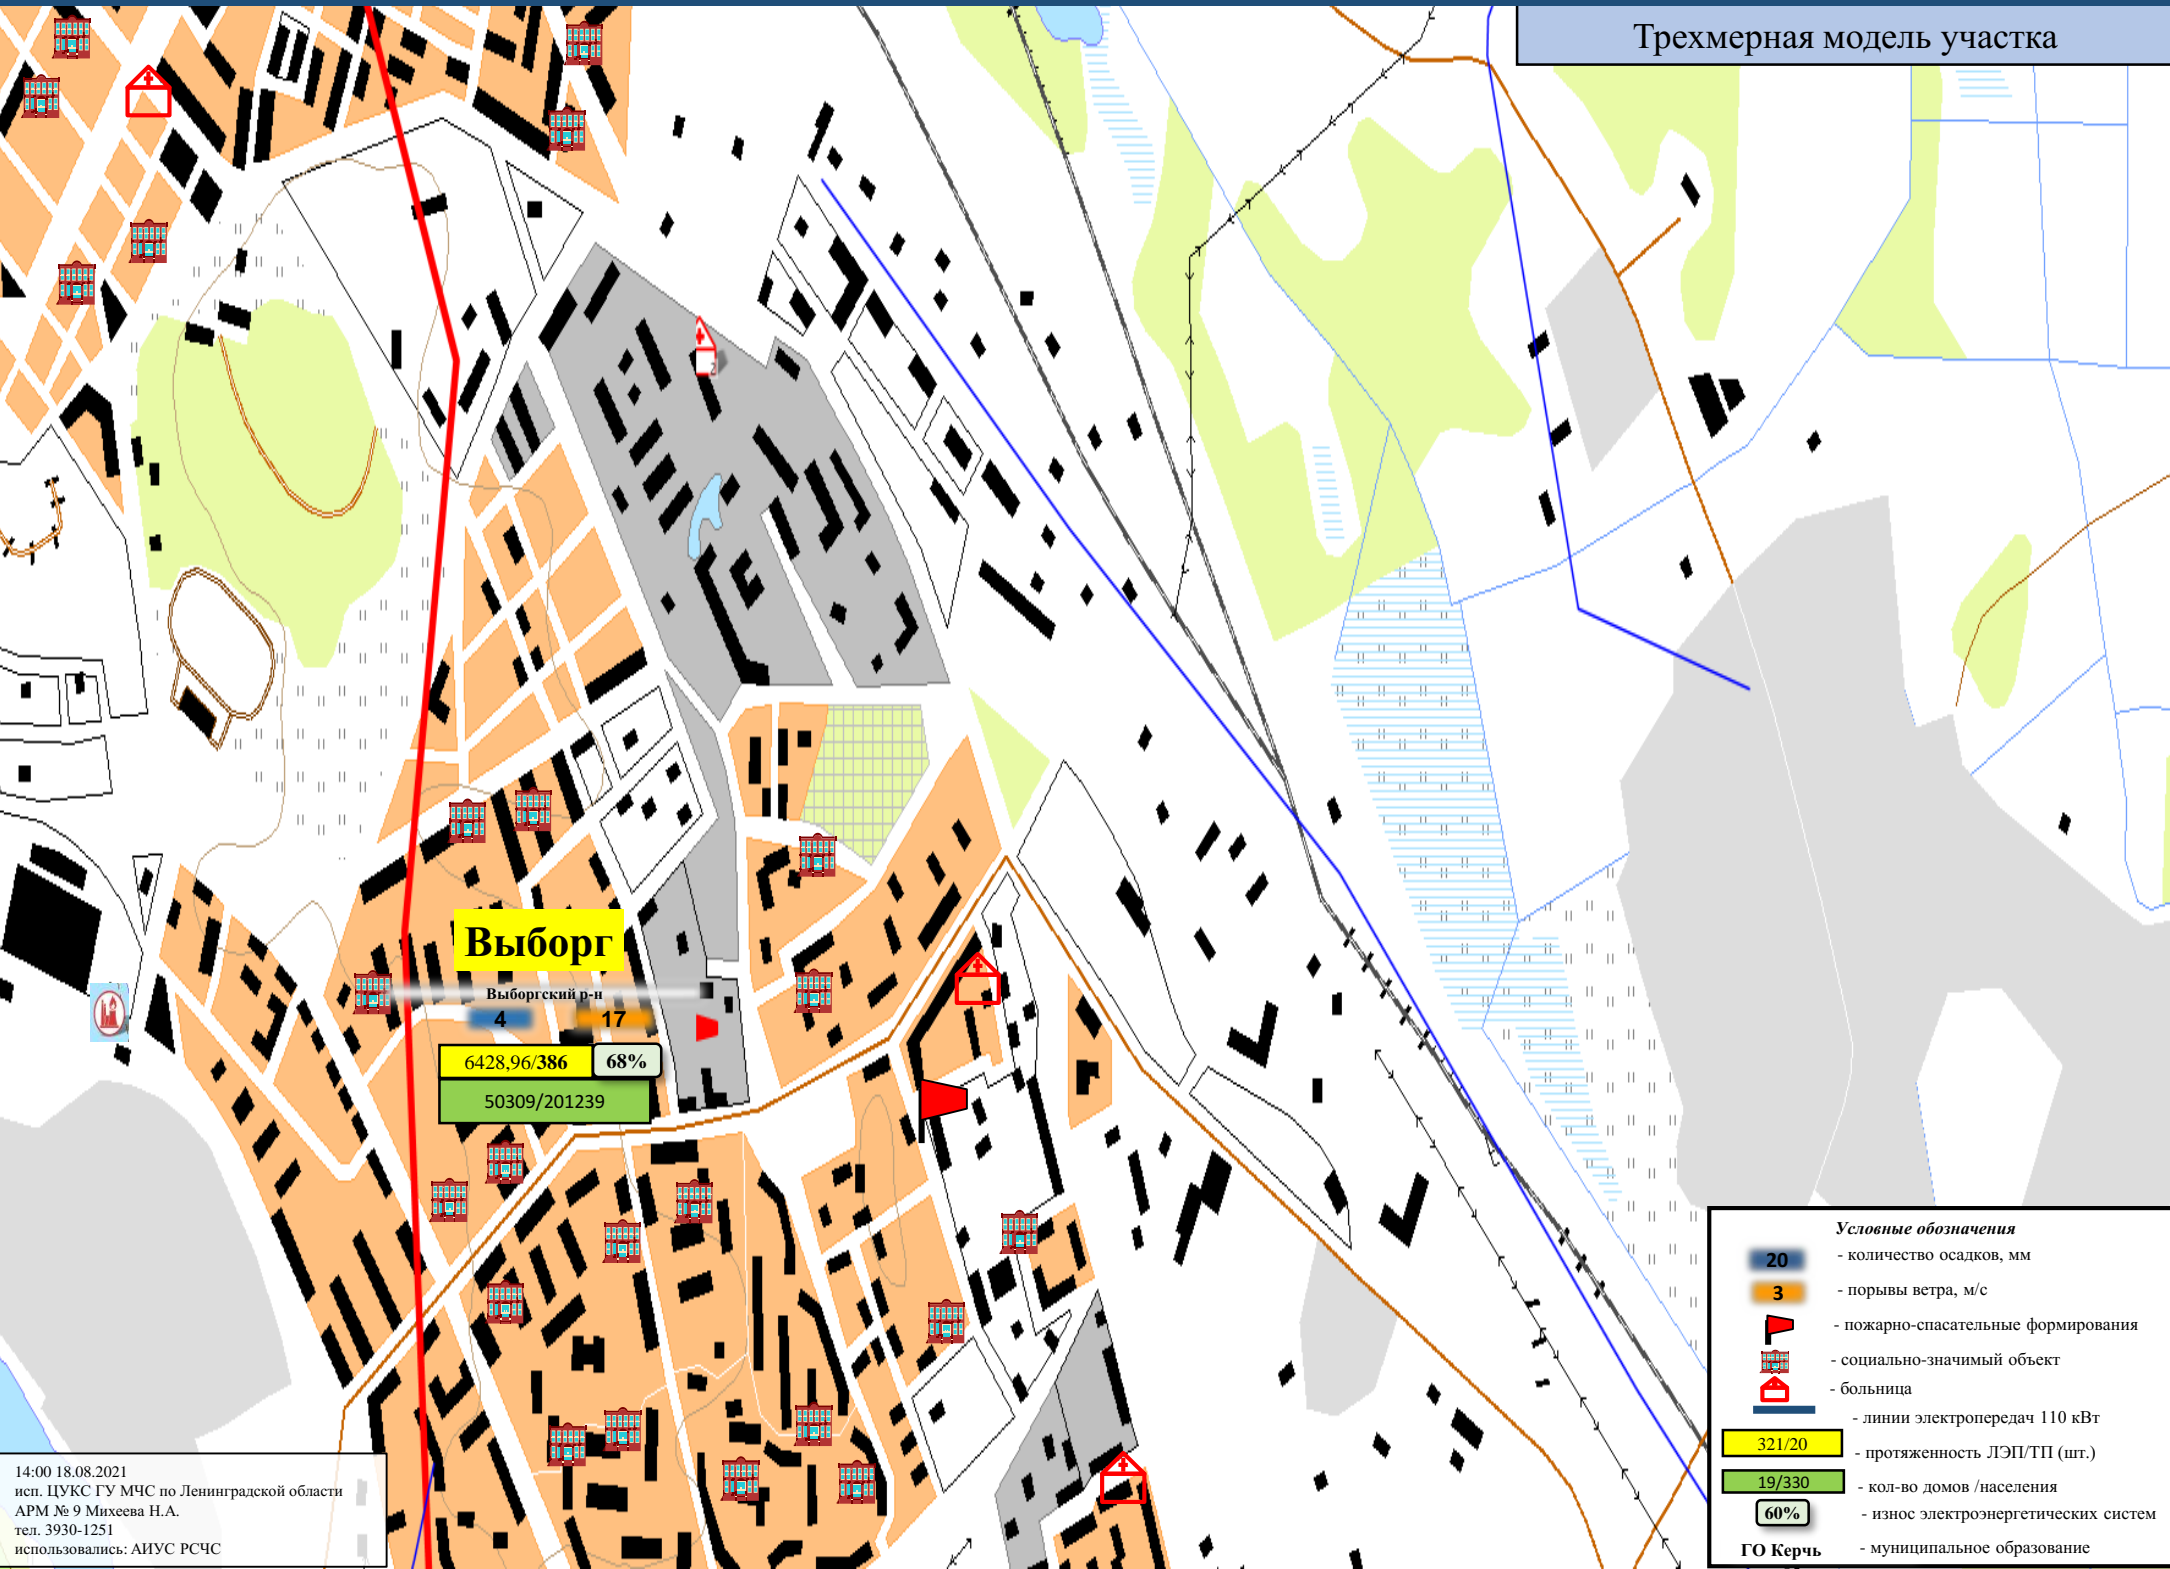 Трехмерная модель участка
Выборг
Выборгский р-н
4 17
6428,96/386 68%
50309/201239
14:00 18.08.2021
исп. ЦУКС ГУ МЧС по Ленинградской области
АРМ № 9 Михеева Н.А.
тел. 3930-1251
использовались: АИУС РСЧС
Условные обозначения
20 - количество осадков, мм
3 - порывы ветра, м/с
- пожарно-спасательные формирования
- социально-значимый объект
- больница
- линии электропередач 110 кВт
321/20 - протяженность ЛЭП/ТП (шт.)
19/330 - кол-во домов /населения
60% - износ электроэнергетических систем
ГО Керчь - муниципальное образование